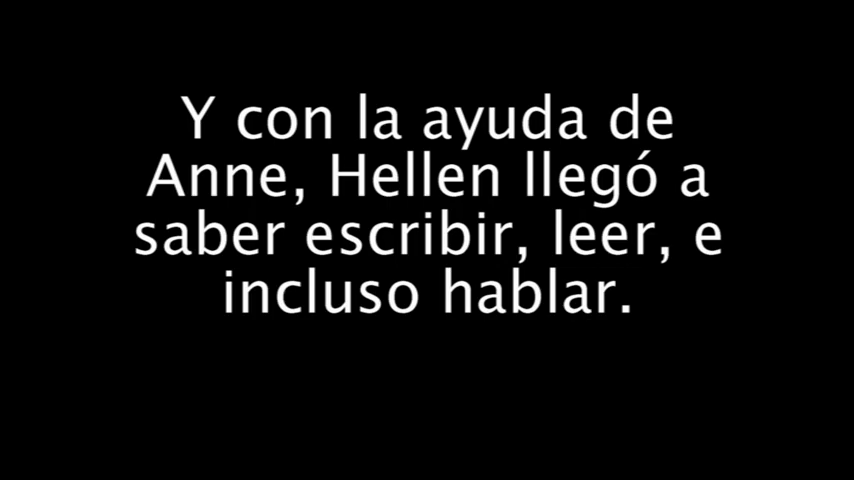 Y con la ayuda de
Anne, Hellen llegó a
saber escribir, leer, e
incluso hablar.